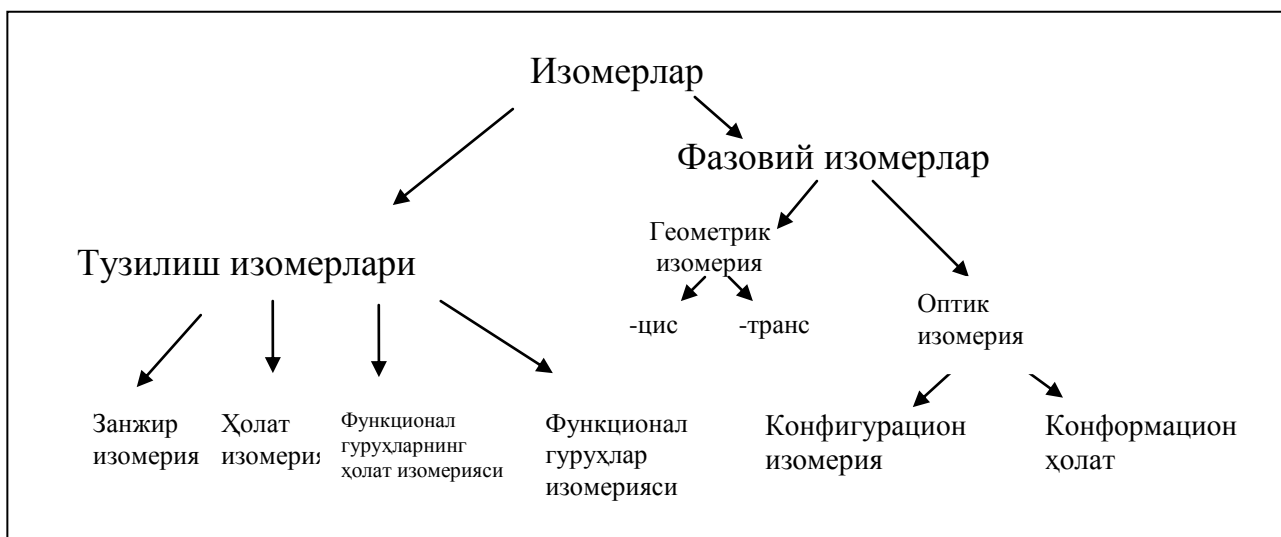 Изомерлар
Фазовий изомерлар
Тузилиш изомерлари
Геометрик
изомерия
-цис
-транс
Оптик
изомерия
Занжир
изомерия
Ҳолат
изомерия
Функционал
гуруҳларнинг
ҳолат изомерияси
Функционал
гуруҳлар
изомерияси
Конфигурацион
изомерия
Конформацион
ҳолат